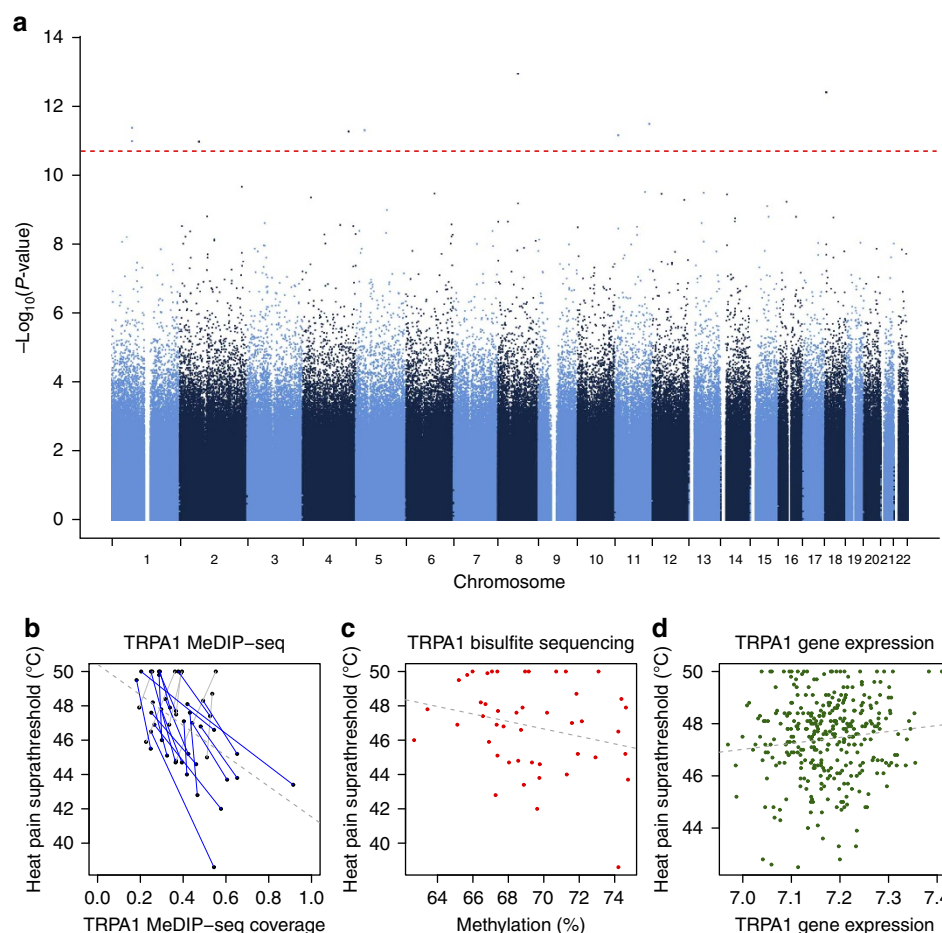 a
14
12
10
8
6
4
2
0
–Log10(P-value)
1 2 3 4 5 6 7 8 9 10 11 12 13 14 15 16 17 18 19 20 21 22
Chromosome
b
TRPA1 MeDIP–seq
Heat pain suprathreshold (°C)
50
48
46
44
42
40
0.0 0.2 0.4 0.6 0.8 1.0
TRPA1 MeDIP–seq coverage
c
TRPA1 bisulfite sequencing
Heat pain suprathreshold (°C)
50
48
46
44
42
40
64 66 68 70 72 74
Methylation (%)
d
TRPA1 gene expression
Heat pain suprathreshold (°C)
50
48
46
44
7.0 7.1 7.2 7.3 7.4
TRPA1 gene expression